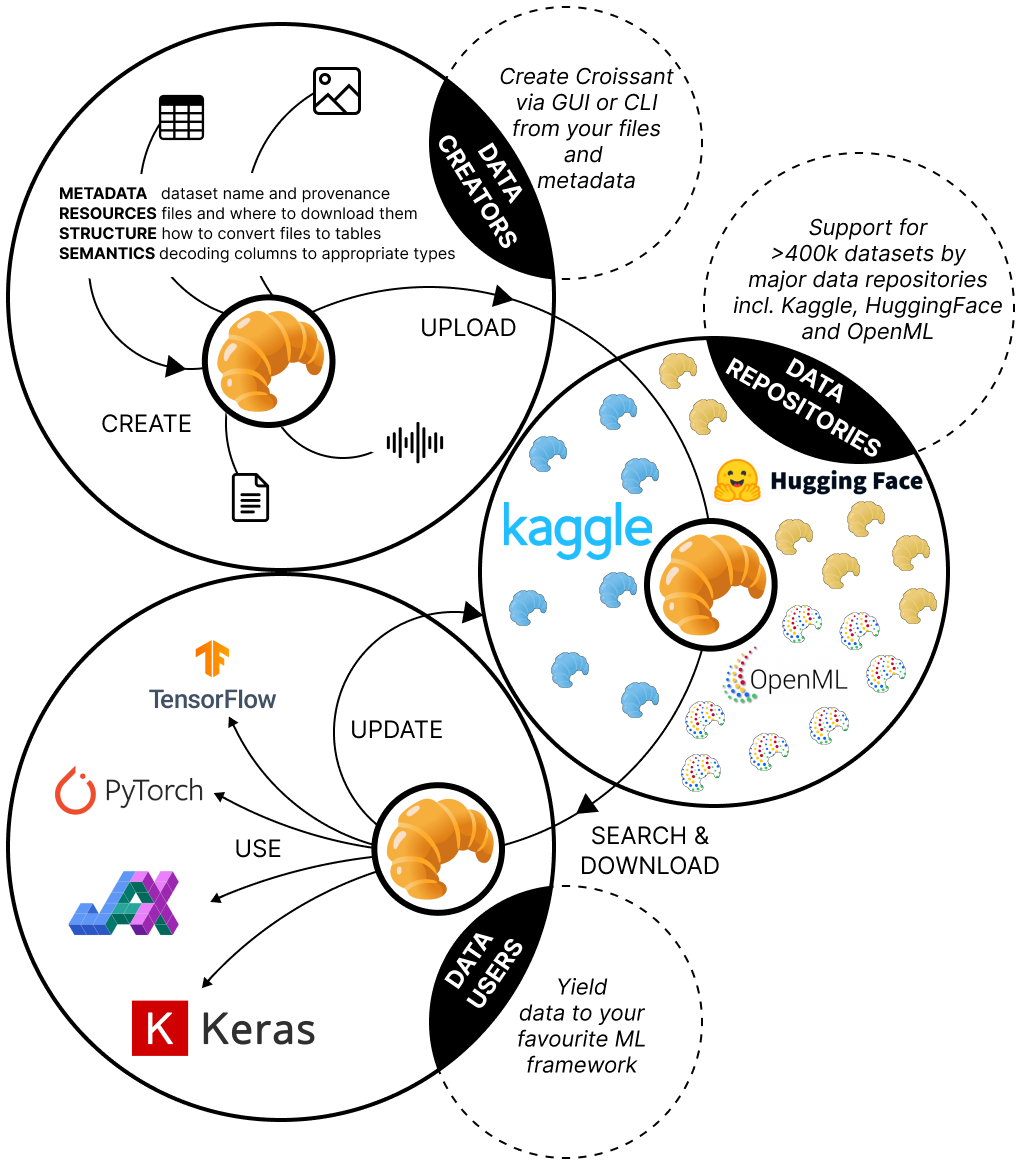 Create Croissant
via GUI or CLI
from your files
and
metadata
DATA
CREATORS
METADATA dataset name and provenance
RESOURCES files and where to download them
STRUCTURE how to convert files to tables
SEMANTICS decoding columns to appropriate types
UPLOAD
CREATE
Support for
>400k datasets by
major data repositories
incl. Kaggle, HuggingFace
and OpenML
DATA
REPOSITORIES
Hugging Face
kaggle
OpenML
TensorFlow
UPDATE
PyTorch
USE
SEARCH &
DOWNLOAD
JAX
DATA
USERS
K Keras
Yield
data to your
favourite ML
framework